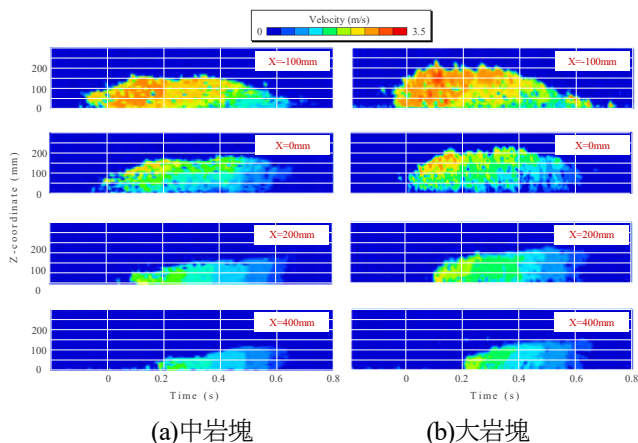 Velocity (m/s)
0 3.5
X=-100mm X=-100mm
200
100
0
X=0mm X=0mm
200
100
0
X=200mm X=200mm
200
100
0
X=400mm X=400mm
200
100
0
Z-coordinate (mm)
0 0.2 0.4 0.6 0.8 0 0.2 0.4 0.6 0.8
Time (s) Time (s)
(a)中岩塊 (b)大岩塊